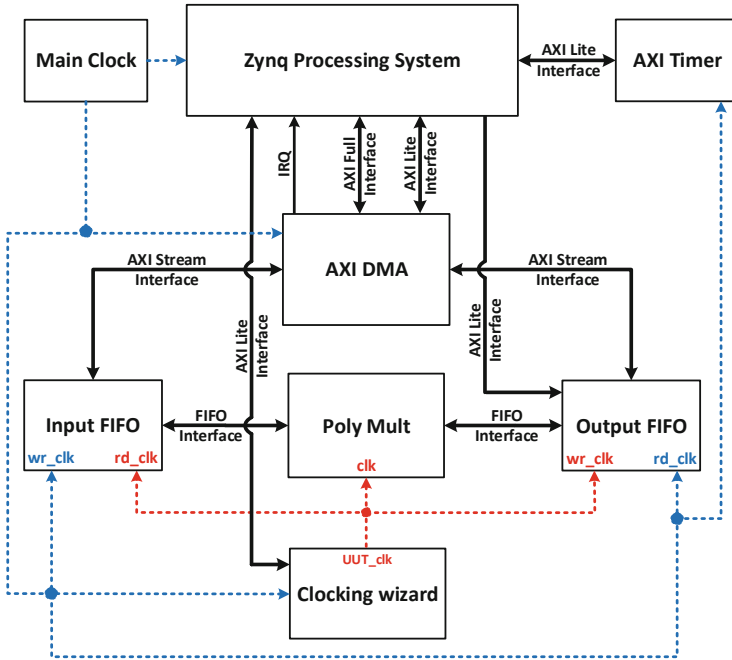 Main Clock
Zynq Processing System
AXI Lite
Interface
AXI Timer
IRQ
AXI Full
Interface
AXI Lite
Interface
AXI Stream
Interface
AXI DMA
AXI Stream
Interface
AXI Lite
Interface
AXI Lite
Interface
Input FIFO
wr_clk
rd_clk
FIFO
Interface
Poly Mult
clk
FIFO
Interface
Output FIFO
wr_clk
rd_clk
UUT_clk
Clocking wizard